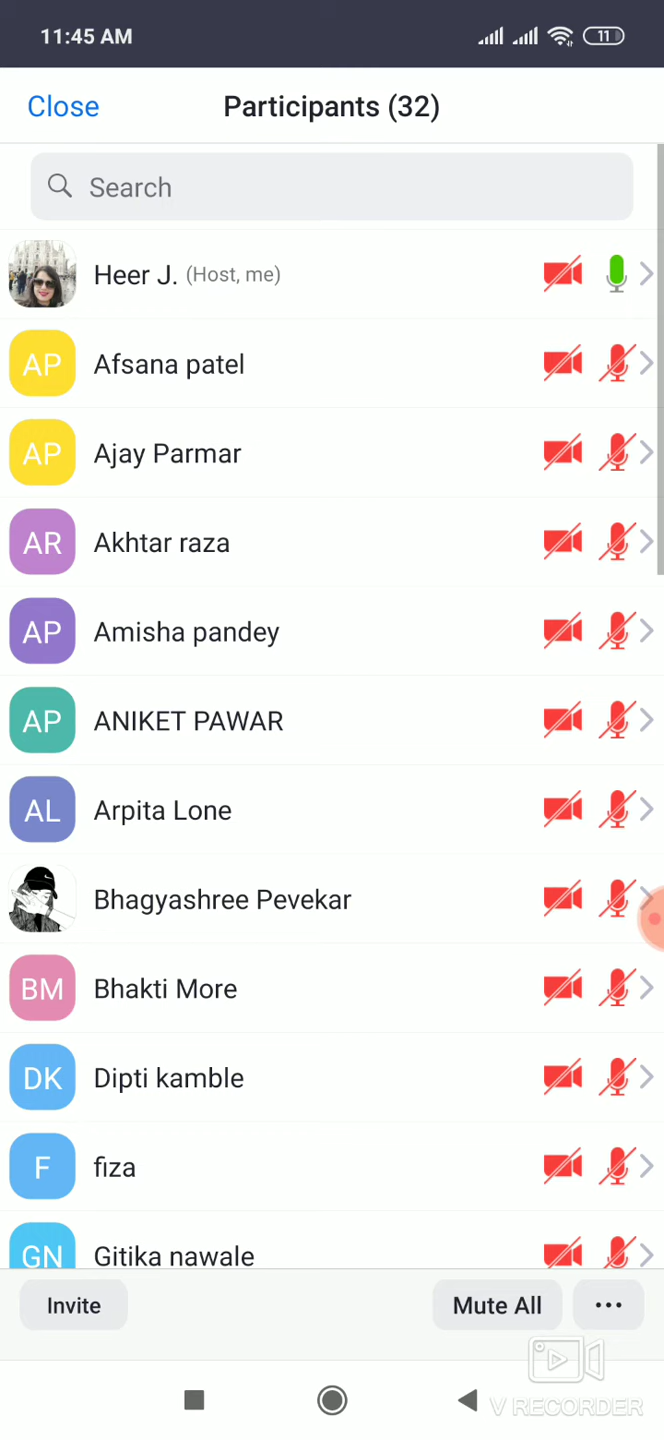 11:45 AM
11
Close
Participants (32)
Search
Heer J. (Host, me)
AP
Afsana patel
AP
Ajay Parmar
AR
Akhtar raza
AP
Amisha pandey
AP
ANIKET PAWAR
AL
Arpita Lone
Bhagyashree Pevekar
BM
Bhakti More
DK
Dipti kamble
F
fiza
GN
Gitika nawale
Invite
Mute All
V RECORDER